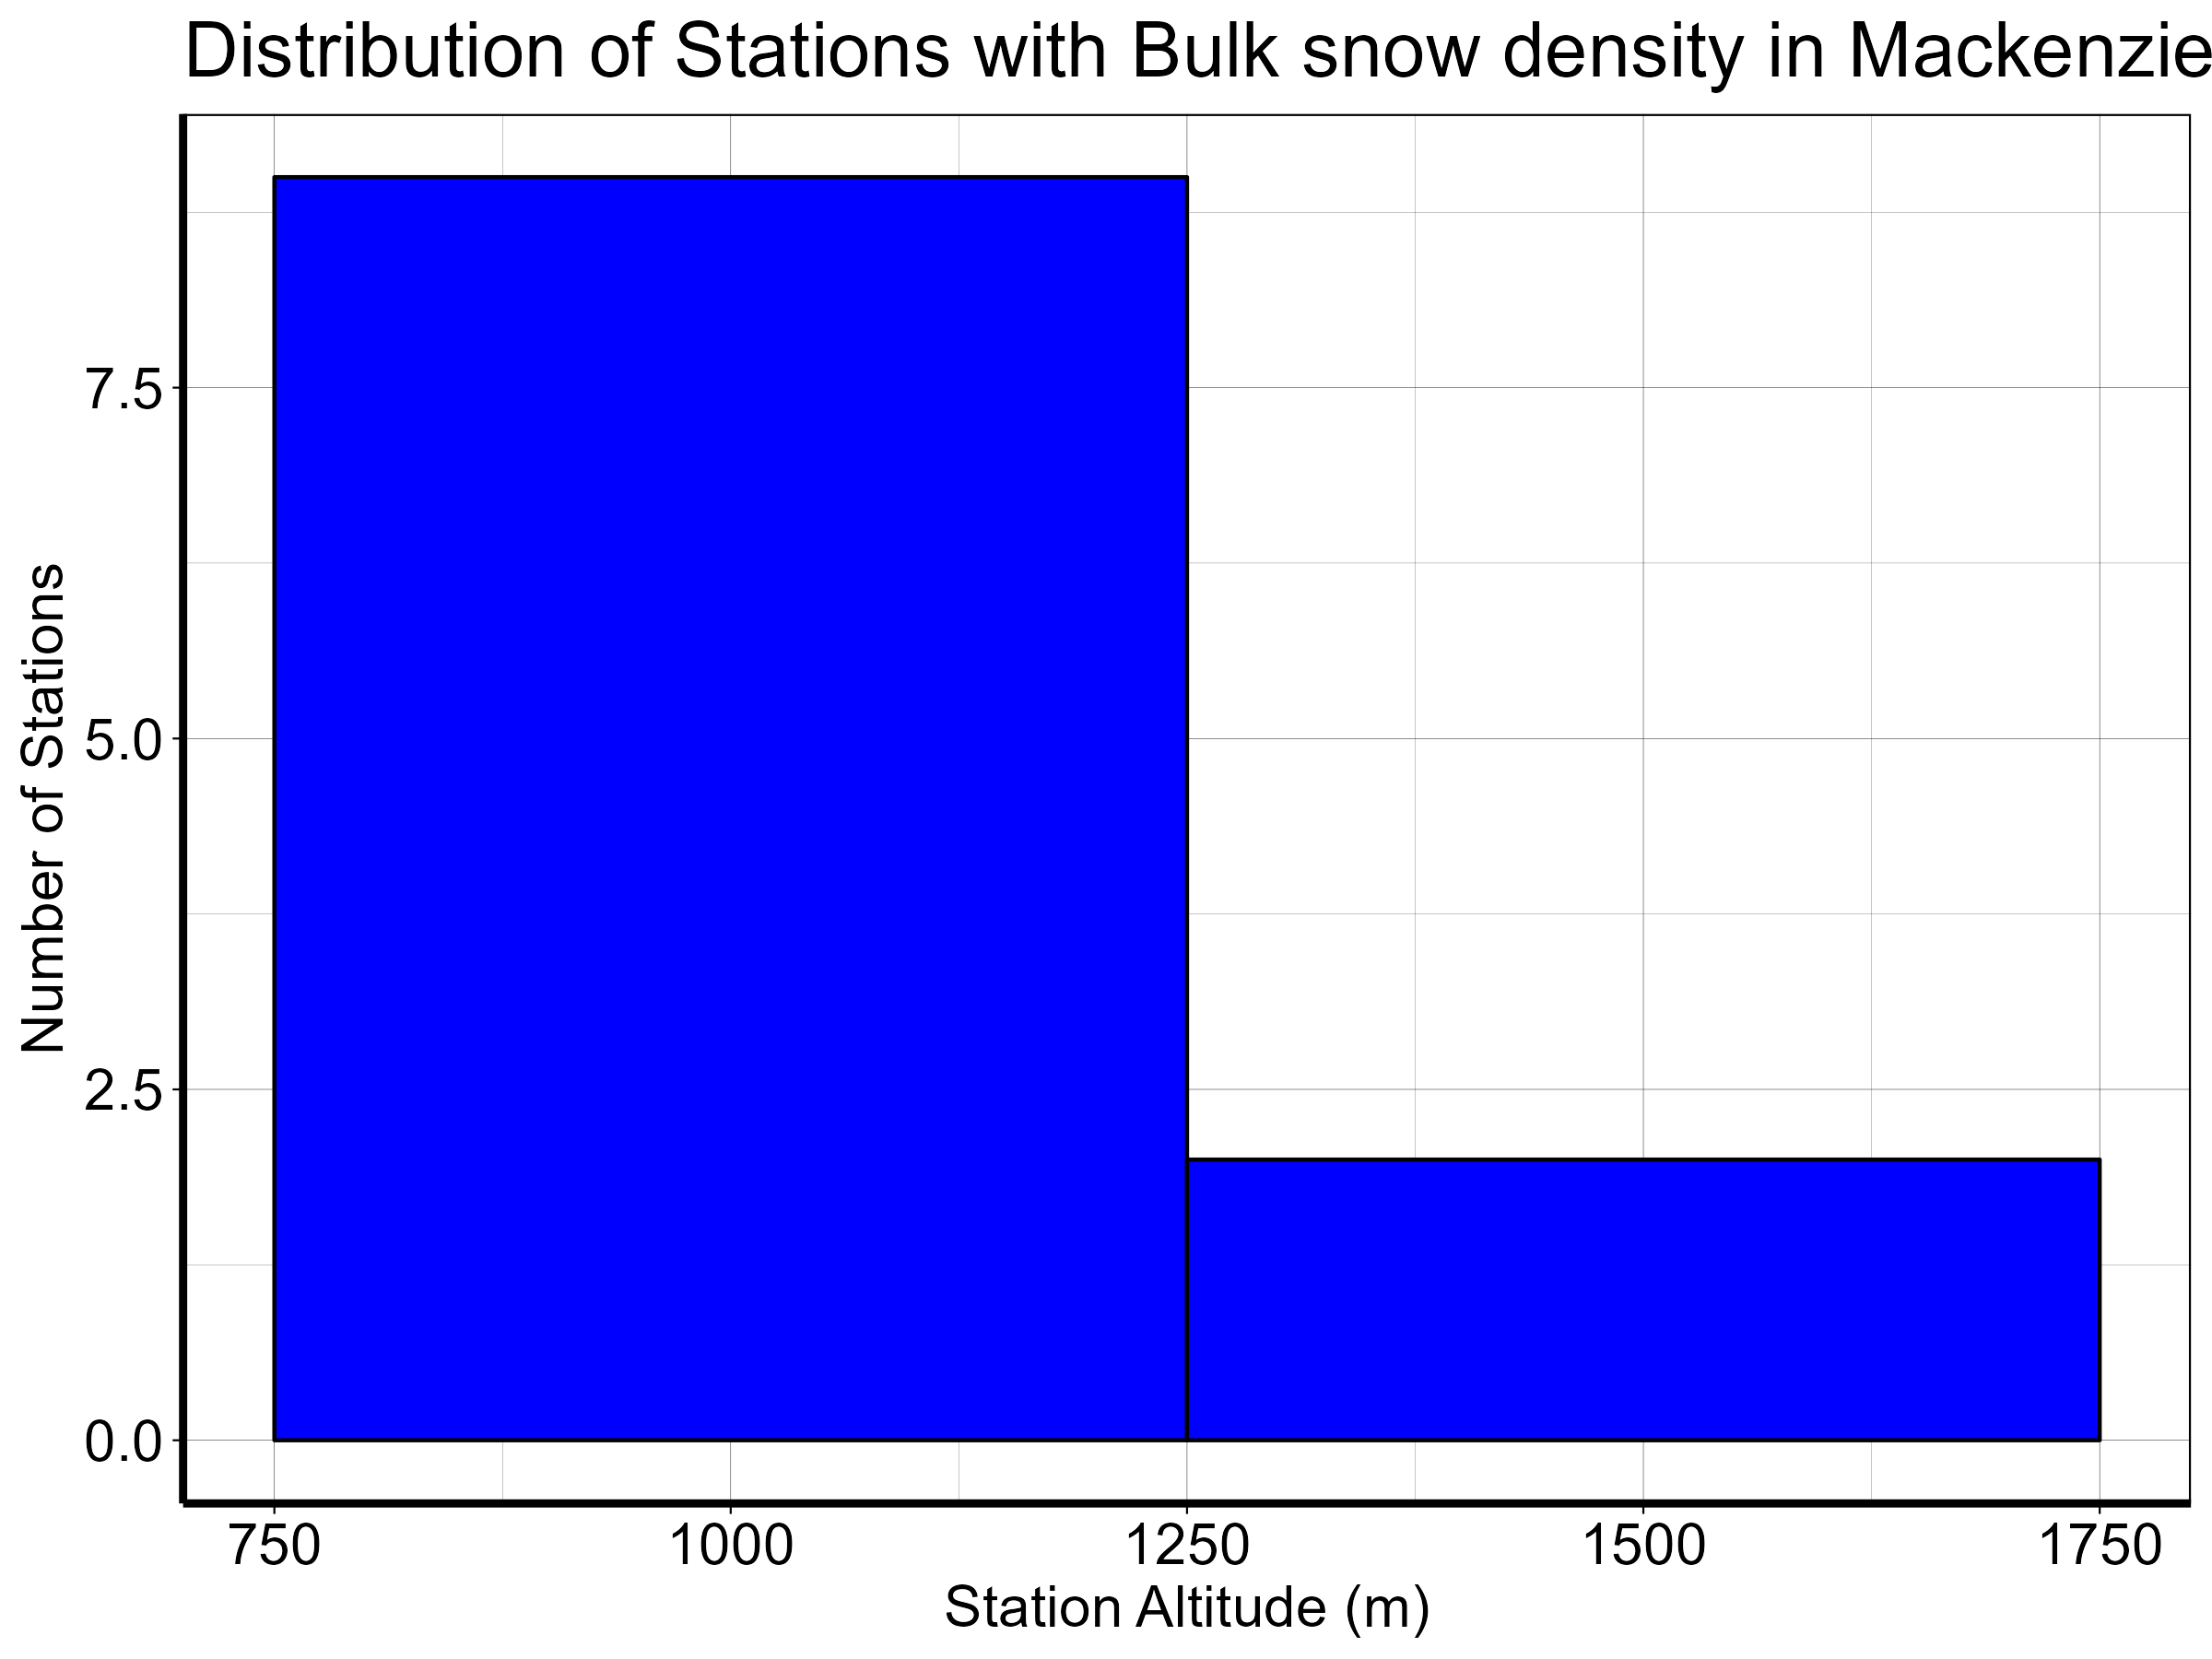 Distribution of Stations with Bulk snow density in Mackenzie
Number of Stations
7.5
5.0
2.5
0.0
750 1000 1250 1500 1750
Station Altitude (m)